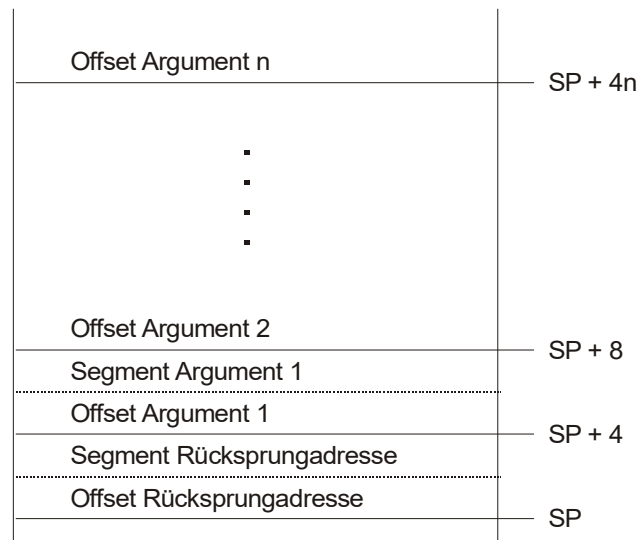 Offset Argument n
SP + 4n
Offset Argument 2
SP + 8
Segment Argument 1
Offset Argument 1
SP + 4
Segment Rücksprungadresse
Offset Rücksprungadresse
SP